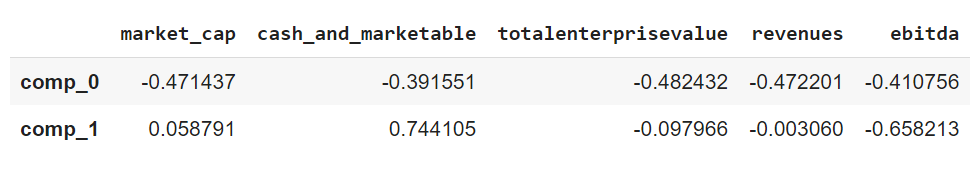 market_cap cash_and_marketable totalenterprisevalue revenues ebitda
comp_0 -0.471437 -0.391551 -0.482432 -0.472201 -0.410756
comp_1 0.058791 0.744105 -0.097966 -0.003060 -0.658213